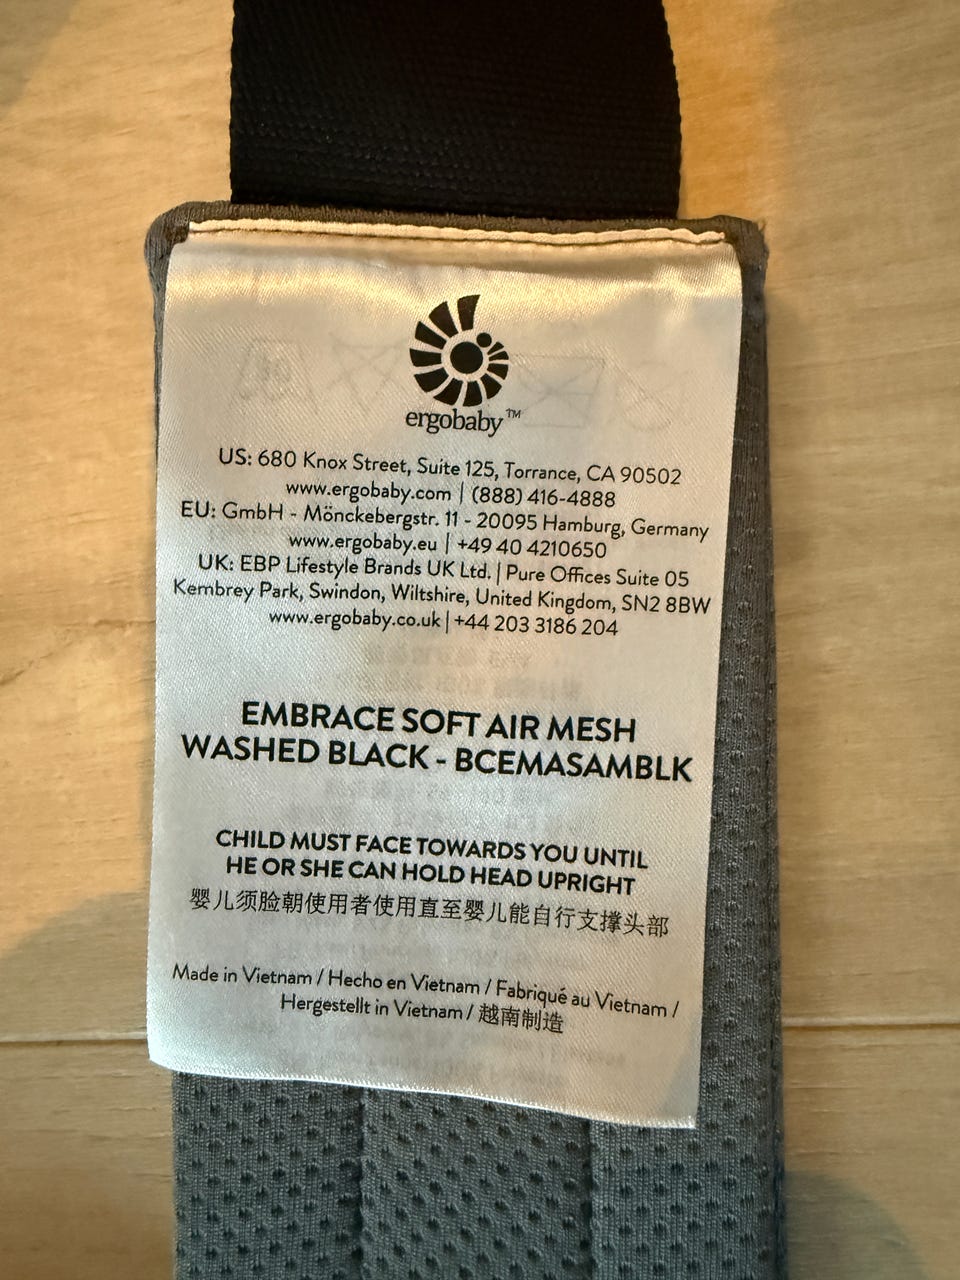 ergobaby™
US: 680 Knox Street, Suite 125, Torrance, CA 90502
www.ergobaby.com | (888) 416-4888
EU: GmbH - Mönckebergstr. 11 - 20095 Hamburg, Germany
www.ergobaby.eu | +49 40 4210650
UK: EBP Lifestyle Brands UK Ltd. | Pure Offices Suite 05
Kembrey Park, Swindon, Wiltshire, United Kingdom, SN2 8BW
www.ergobaby.co.uk | +44 203 3186 204
EMBRACE SOFT AIR MESH
WASHED BLACK - BCEMASAMBLK
CHILD MUST FACE TOWARDS YOU UNTIL
HE OR SHE CAN HOLD HEAD UPRIGHT
婴儿须脸朝使用者使用直至婴儿能自行支撑头部
Made in Vietnam / Hecho en Vietnam / Fabriqué au Vietnam /
Hergestellt in Vietnam / 越南制造